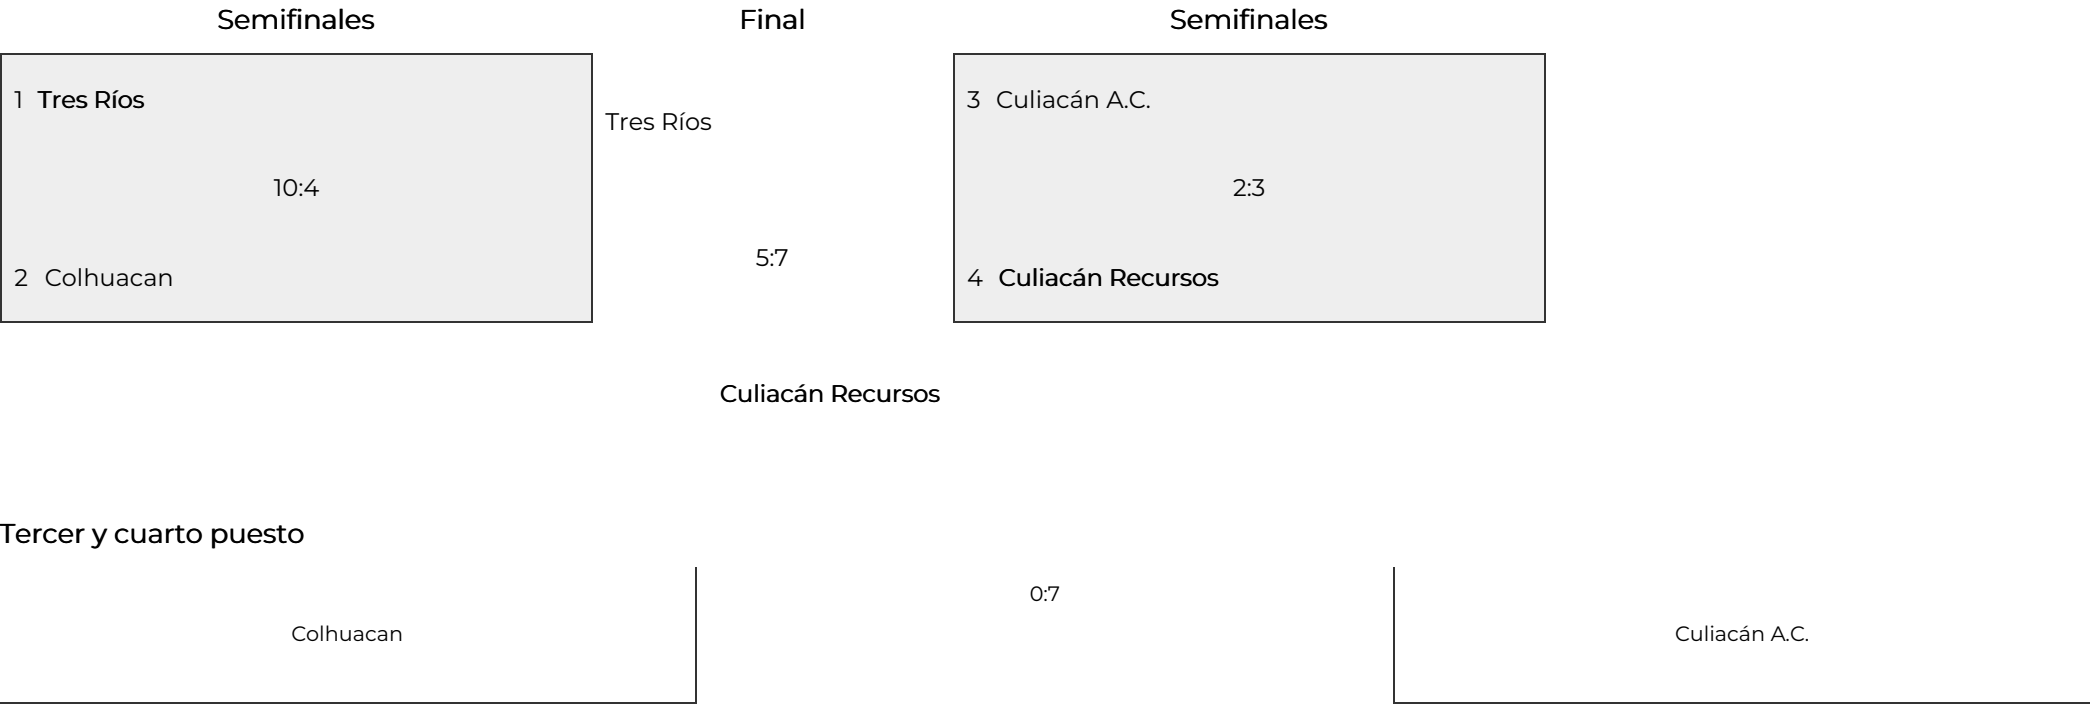 Semifinales
Final
Semifinales
1 Tres Ríos
10:4
2 Colhuacan
Tres Ríos
5:7
Culiacán Recursos
3 Culiacán A.C.
2:3
4 Culiacán Recursos
Tercer y cuarto puesto
Colhuacan
0:7
Culiacán A.C.